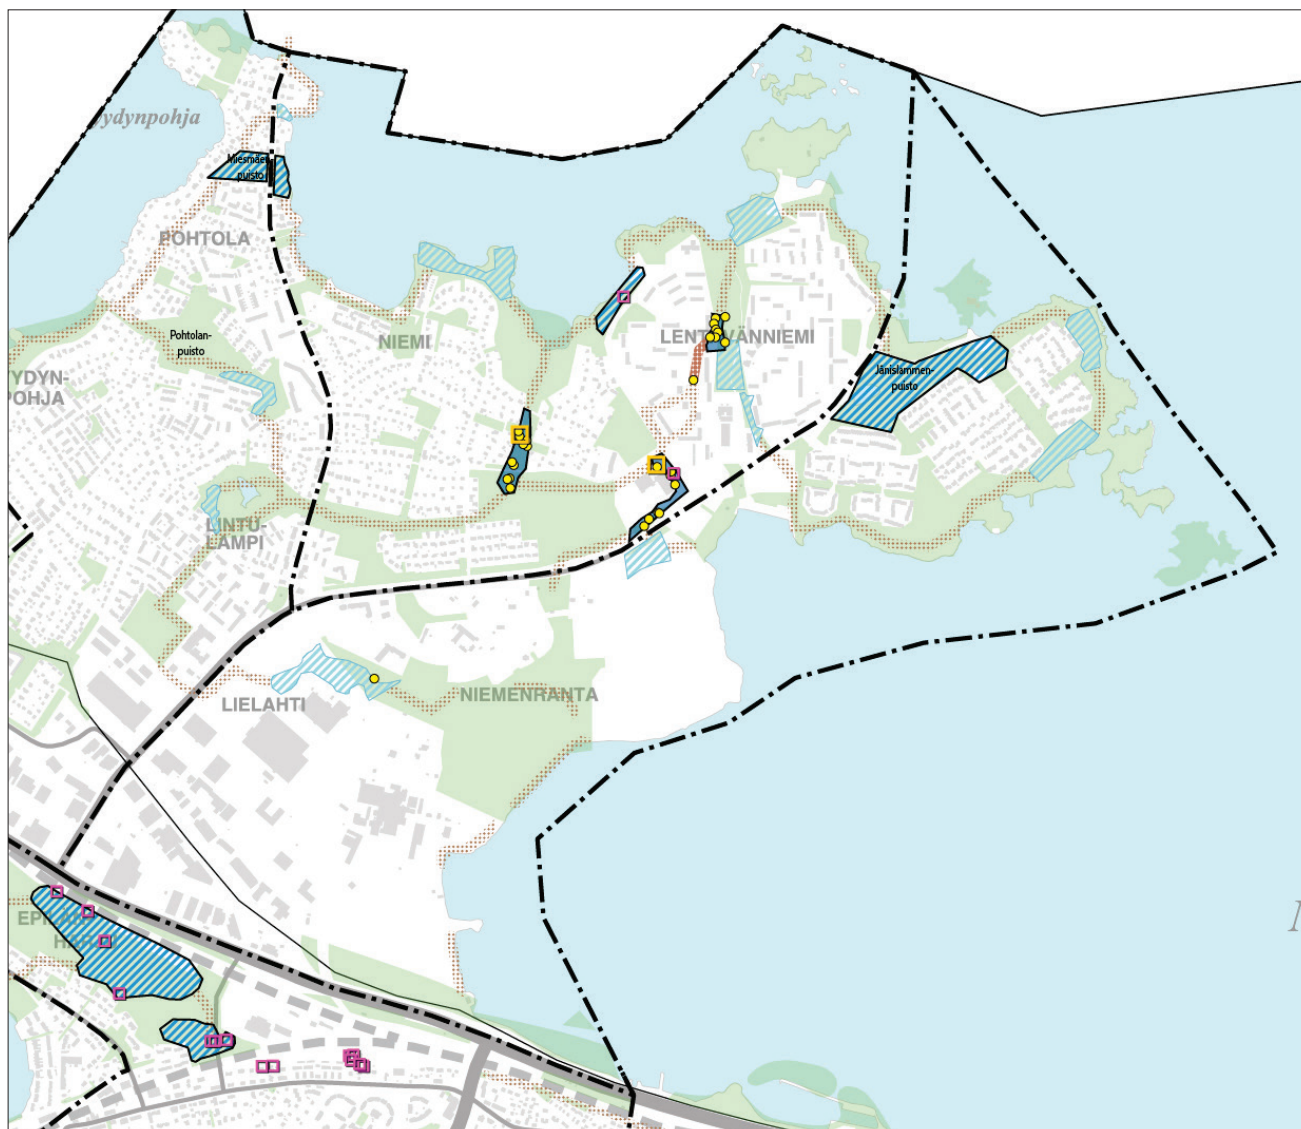 ydynpohja
Miesmäen-
puisto
POHTOLA
Pohtolan-
puisto
NIEMI
LENTÄVÄNNIEMI
Jänislammen-
puisto
YDYN-
POHJA
LINTU-
LAMPI
LIELAHTI
NIEMENRANTA
N